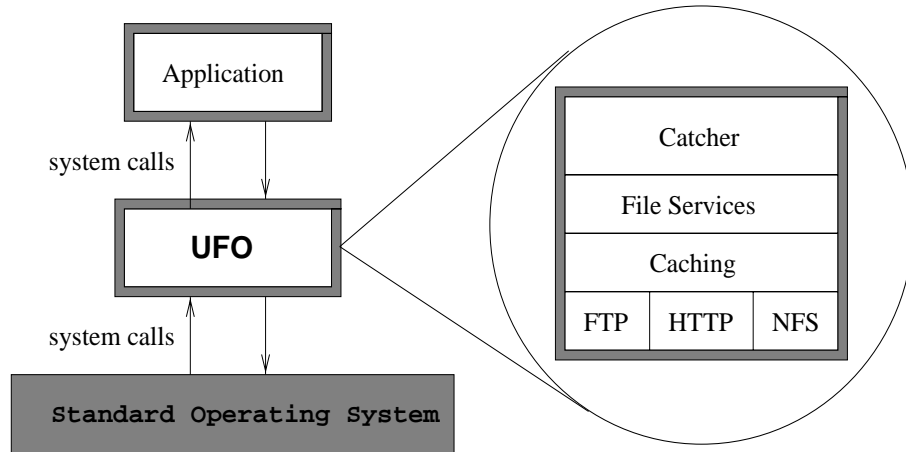 Application
system calls
UFO
system calls
Standard Operating System
Catcher
File Services
Caching
FTP
HTTP
NFS